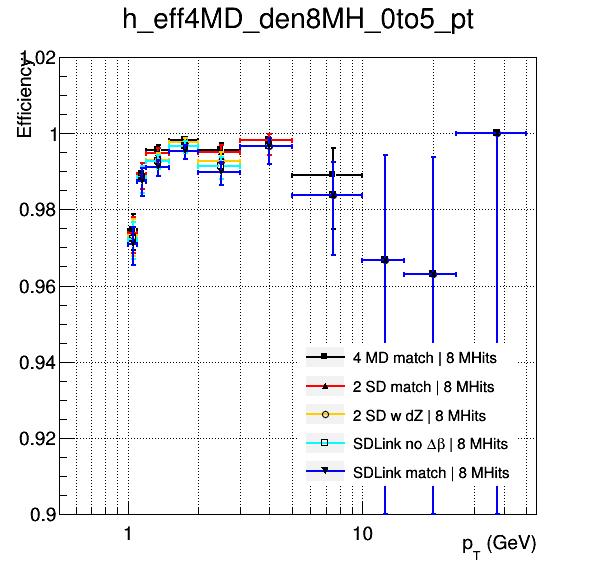 h_eff4MD_den8MH_0to5_pt
Efficiency
1.02
1
0.98
0.96
0.94
0.92
0.9
4 MD match | 8 MHits
2 SD match | 8 MHits
2 SD w dZ | 8 MHits
SDLink no Δβ | 8 MHits
SDLink match | 8 MHits
1
10
p_T (GeV)